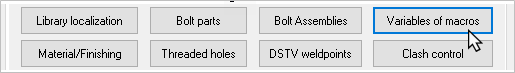 Library localization Bolt parts Bolt Assemblies Variables of macros
Material/Finishing Threaded holes DSTV weldpoints Clash control